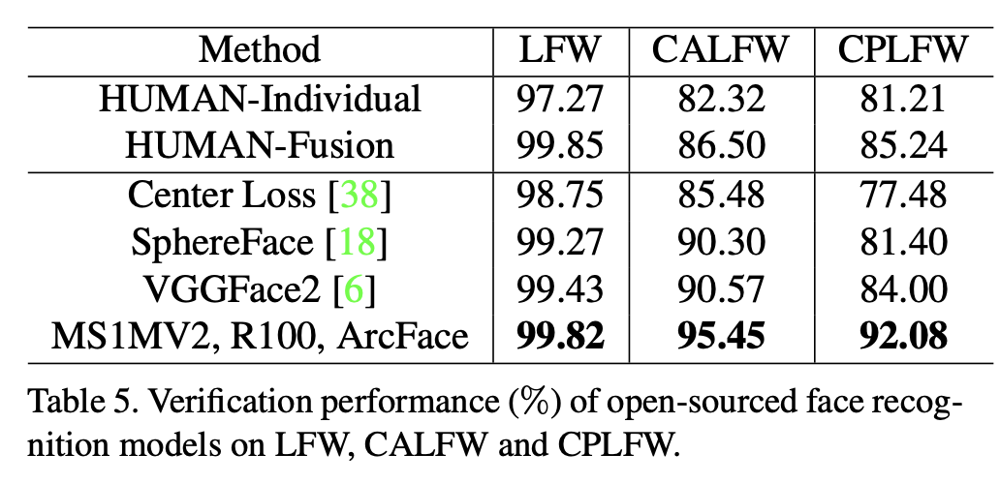 Method LFW CALFW CPLFW
HUMAN-Individual 97.27 82.32 81.21
HUMAN-Fusion 99.85 86.50 85.24
Center Loss [38] 98.75 85.48 77.48
SphereFace [18] 99.27 90.30 81.40
VGGFace2 [6] 99.43 90.57 84.00
MS1MV2, R100, ArcFace 99.82 95.45 92.08
Table 5. Verification performance (%) of open-sourced face recog-
nition models on LFW, CALFW and CPLFW.